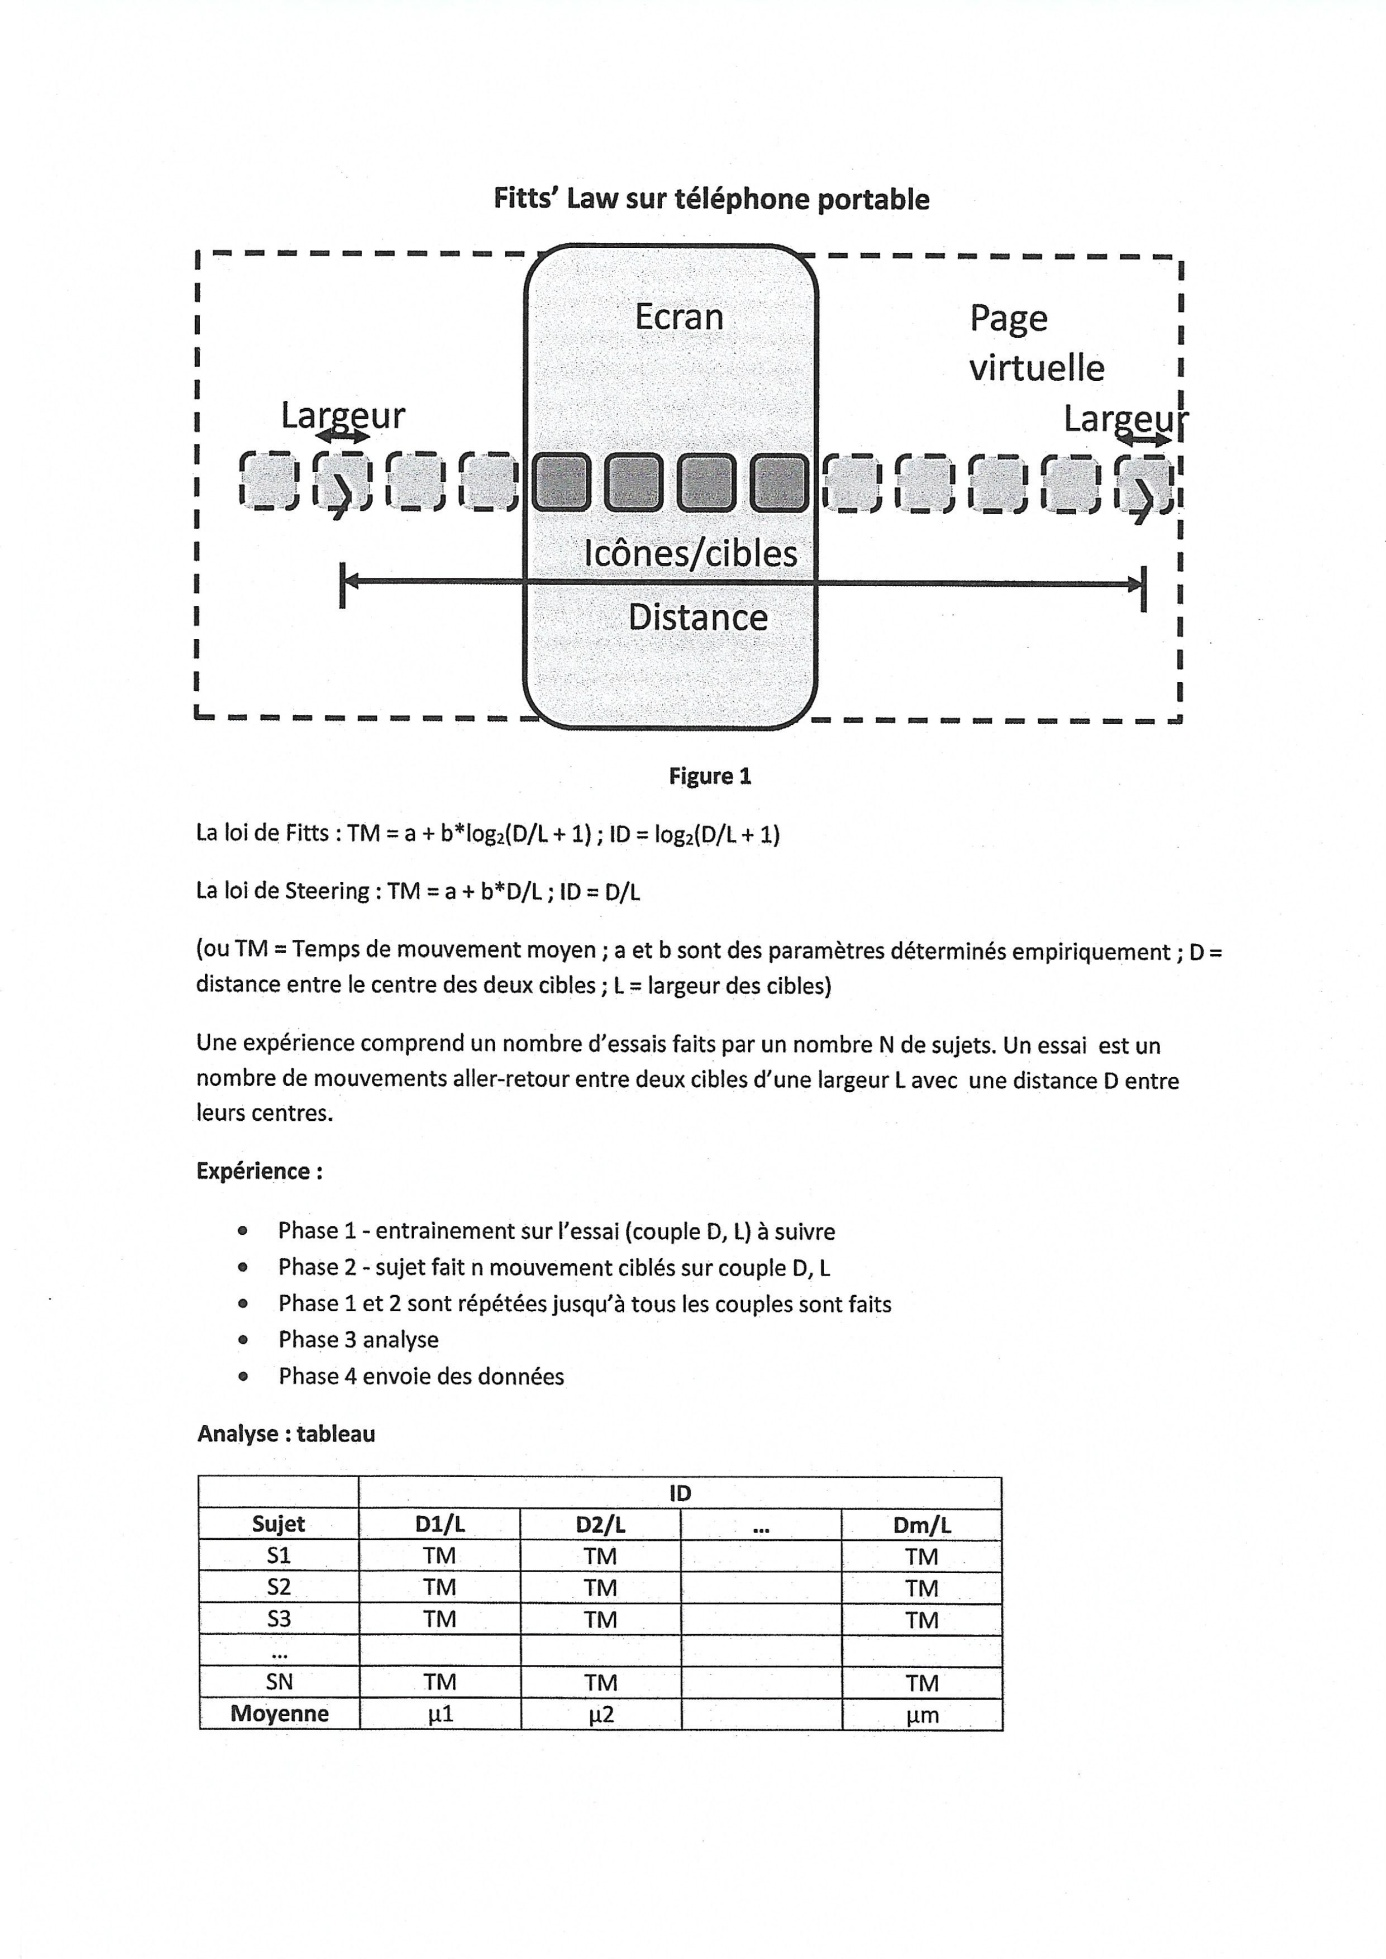 Fitts’ Law sur téléphone portable
Ecran
Page
virtuelle
Largeur
Largeur
Icônes/cibles
Distance
Figure 1
La loi de Fitts : TM = a + b*log₂(D/L + 1) ; ID = log₂(D/L + 1)
La loi de Steering : TM = a + b*D/L ; ID = D/L
(ou TM = Temps de mouvement moyen ; a et b sont des paramètres déterminés empiriquement ; D =
distance entre le centre des deux cibles ; L = largeur des cibles)
Une expérience comprend un nombre d’essais faits par un nombre N de sujets. Un essai est un
nombre de mouvements aller-retour entre deux cibles d’une largeur L avec une distance D entre
leurs centres.
Expérience :
• Phase 1 - entrainement sur l’essai (couple D, L) à suivre
• Phase 2 - sujet fait n mouvement ciblés sur couple D, L
• Phase 1 et 2 sont répétées jusqu’à tous les couples sont faits
• Phase 3 analyse
• Phase 4 envoie des données
Analyse : tableau
ID
Sujet D1/L D2/L ... Dm/L
S1 TM TM TM
S2 TM TM TM
S3 TM TM TM
...
SN TM TM TM
Moyenne µ1 µ2 µm